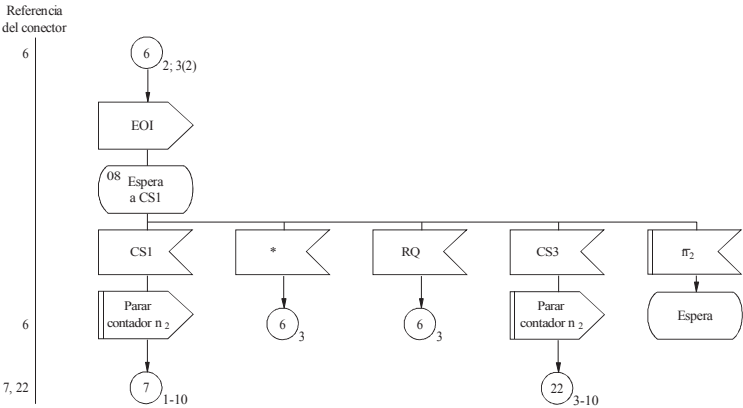 Referencia
del conector
6
6
2; 3(2)
EOI
08
Espera
a CS1
CS1
*
RQ
CS3
π₂
Parar
contador n ₂
6
3
6
3
Parar
contador n ₂
Espera
6
7, 22
7
1-10
22
3-10